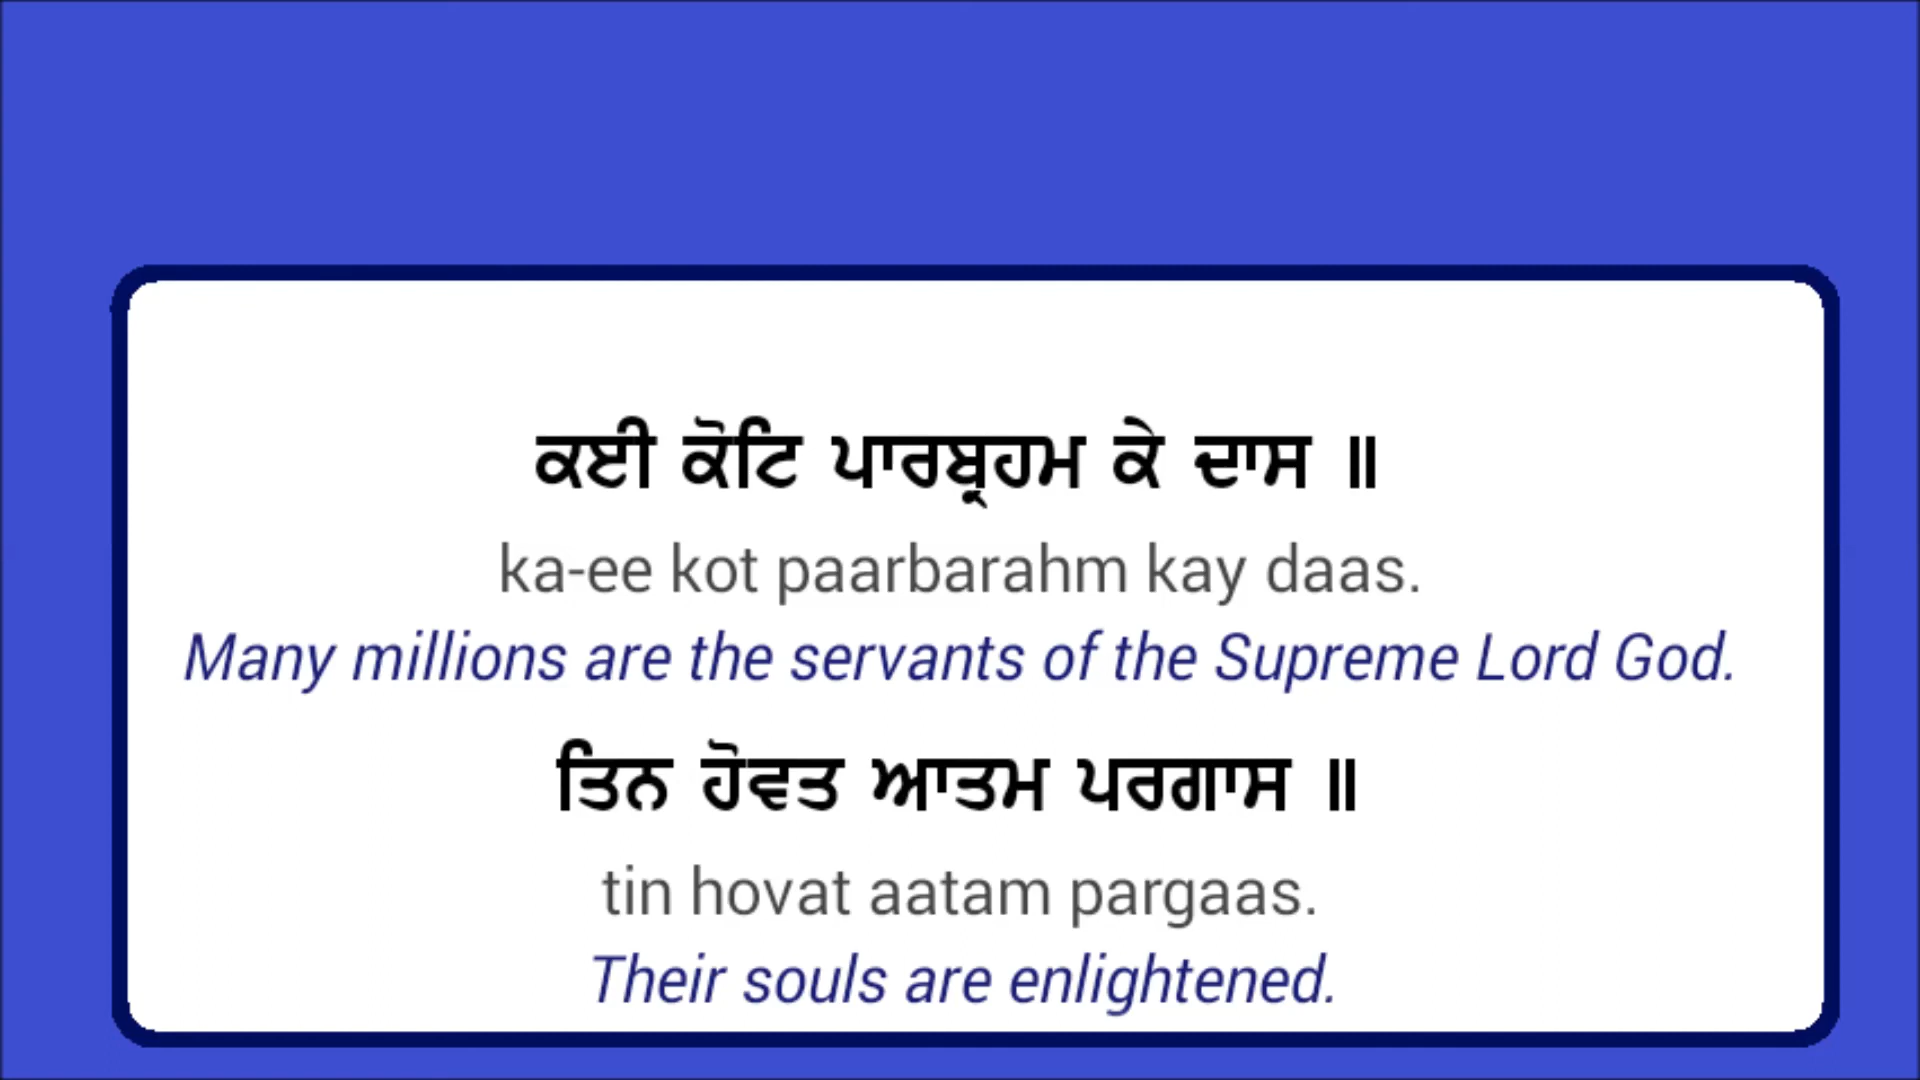 ਕਈ ਕੋਟਿ ਪਾਰਬ੍ਰਹਮ ਕੇ ਦਾਸ ॥
ka-ee kot paarbarahm kay daas.
Many millions are the servants of the Supreme Lord God.
ਤਿਨ ਹੋਵਤ ਆਤਮ ਪਰਗਾਸ ॥
tin hovat aatam pargaas.
Their souls are enlightened.